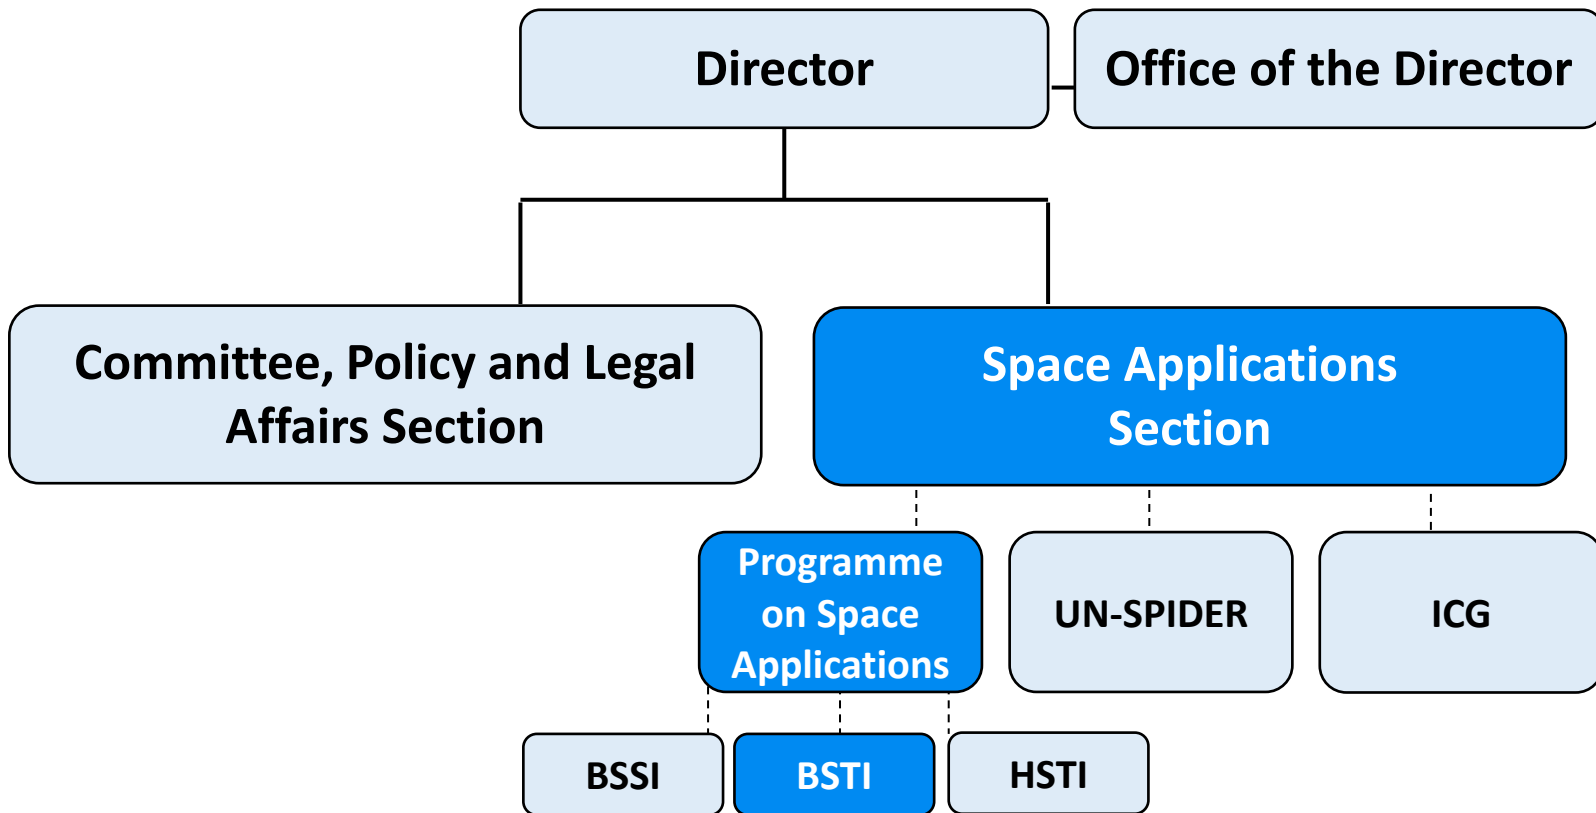 Director
Office of the Director
Committee, Policy and Legal
Affairs Section
Space Applications
Section
Programme
on Space
Applications
UN-SPIDER
ICG
BSSI
BSTI
HSTI